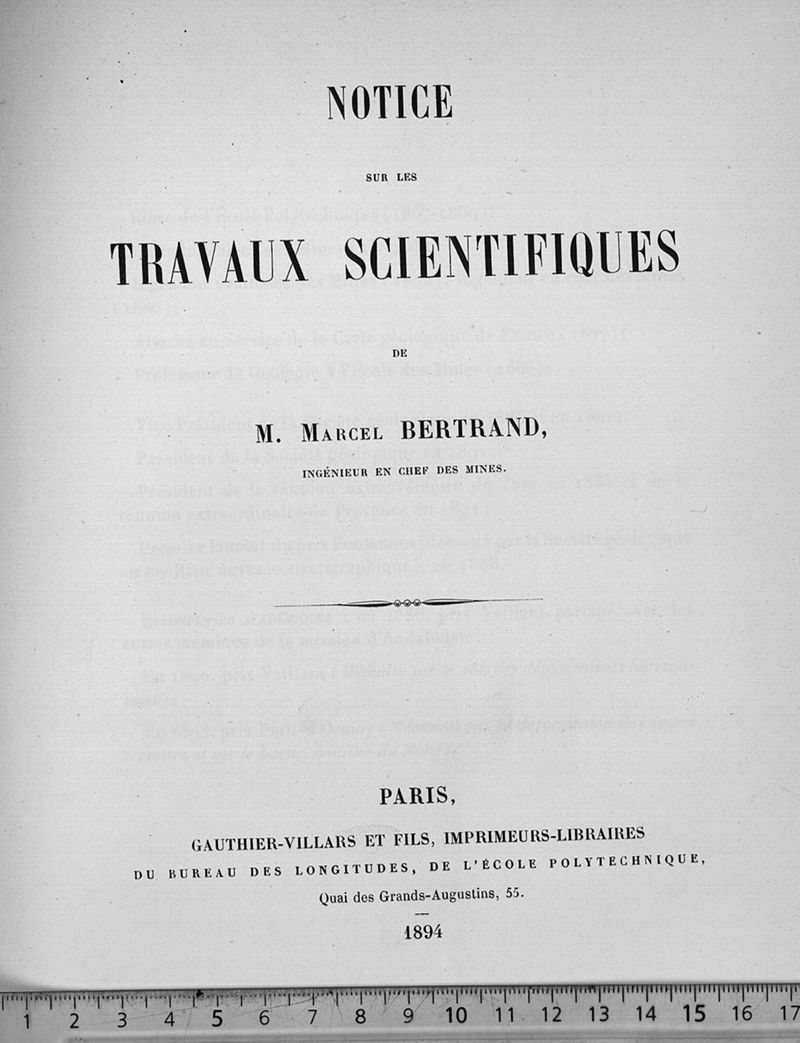 NOTICE
SUR LES
TRAVAUX SCIENTIFIQUES
DE
M. MARCEL BERTRAND,
INGÉNIEUR EN CHEF DES MINES.
PARIS,
GAUTHIER-VILLARS ET FILS, IMPRIMEURS-LIBRAIRES
DU BUREAU DES LONGITUDES, DE L'ÉCOLE POLYTECHNIQUE,
Quai des Grands-Augustins, 55.
1894
1 2 3 4 5 6 7 8 9 10 11 12 13 14 15 16 17